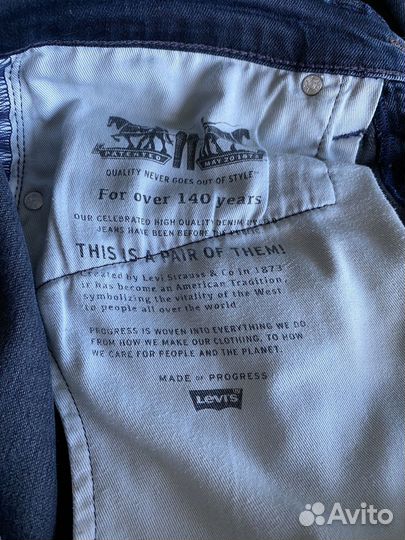 PATENTED MAY 20 1873
QUALITY NEVER GOES OUT OF STYLE™
For over 140 years
OUR CELEBRATED HIGH QUALITY DENIM
JEANS HAVE BEEN BEFORE THE
THIS IS A PAIR OF THEM!
Created by Levi Strauss & Co in 1873
it has become an American Tradition,
symbolizing the vitality of the West
to people all over the world
PROGRESS IS WOVEN INTO EVERYTHING WE DO
FROM HOW WE MAKE OUR CLOTHING, TO HOW
WE CARE FOR PEOPLE AND THE PLANET.
MADE OF PROGRESS
Levi's
Avito